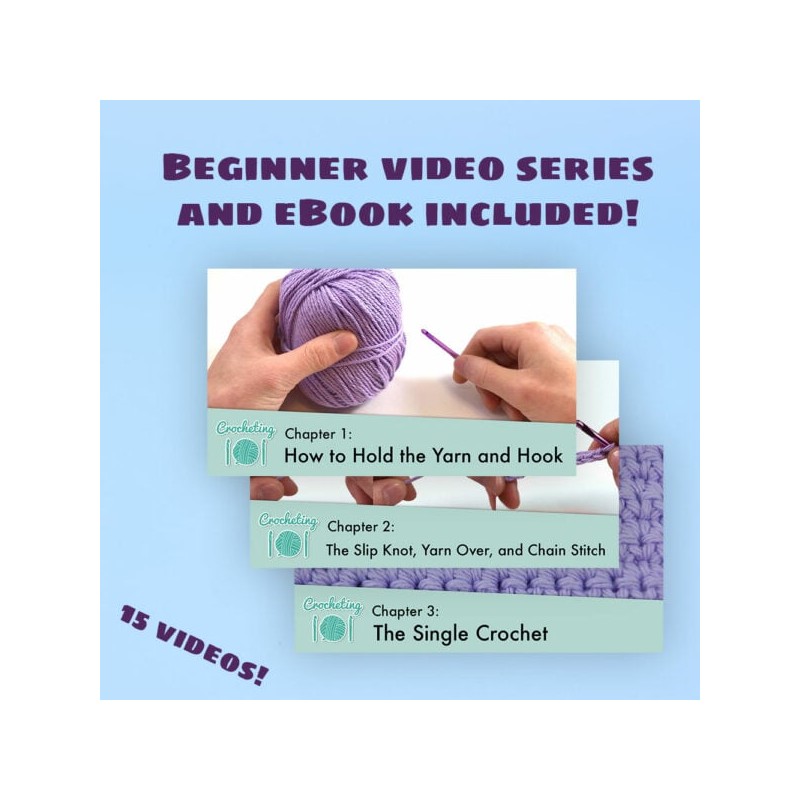 Beginner video series
and eBook included!
Crocheting
101
Chapter 1:
How to Hold the Yarn and Hook
Crocheting
101
Chapter 2:
The Slip Knot, Yarn Over, and Chain Stitch
Crocheting
101
Chapter 3:
The Single Crochet
15 videos!